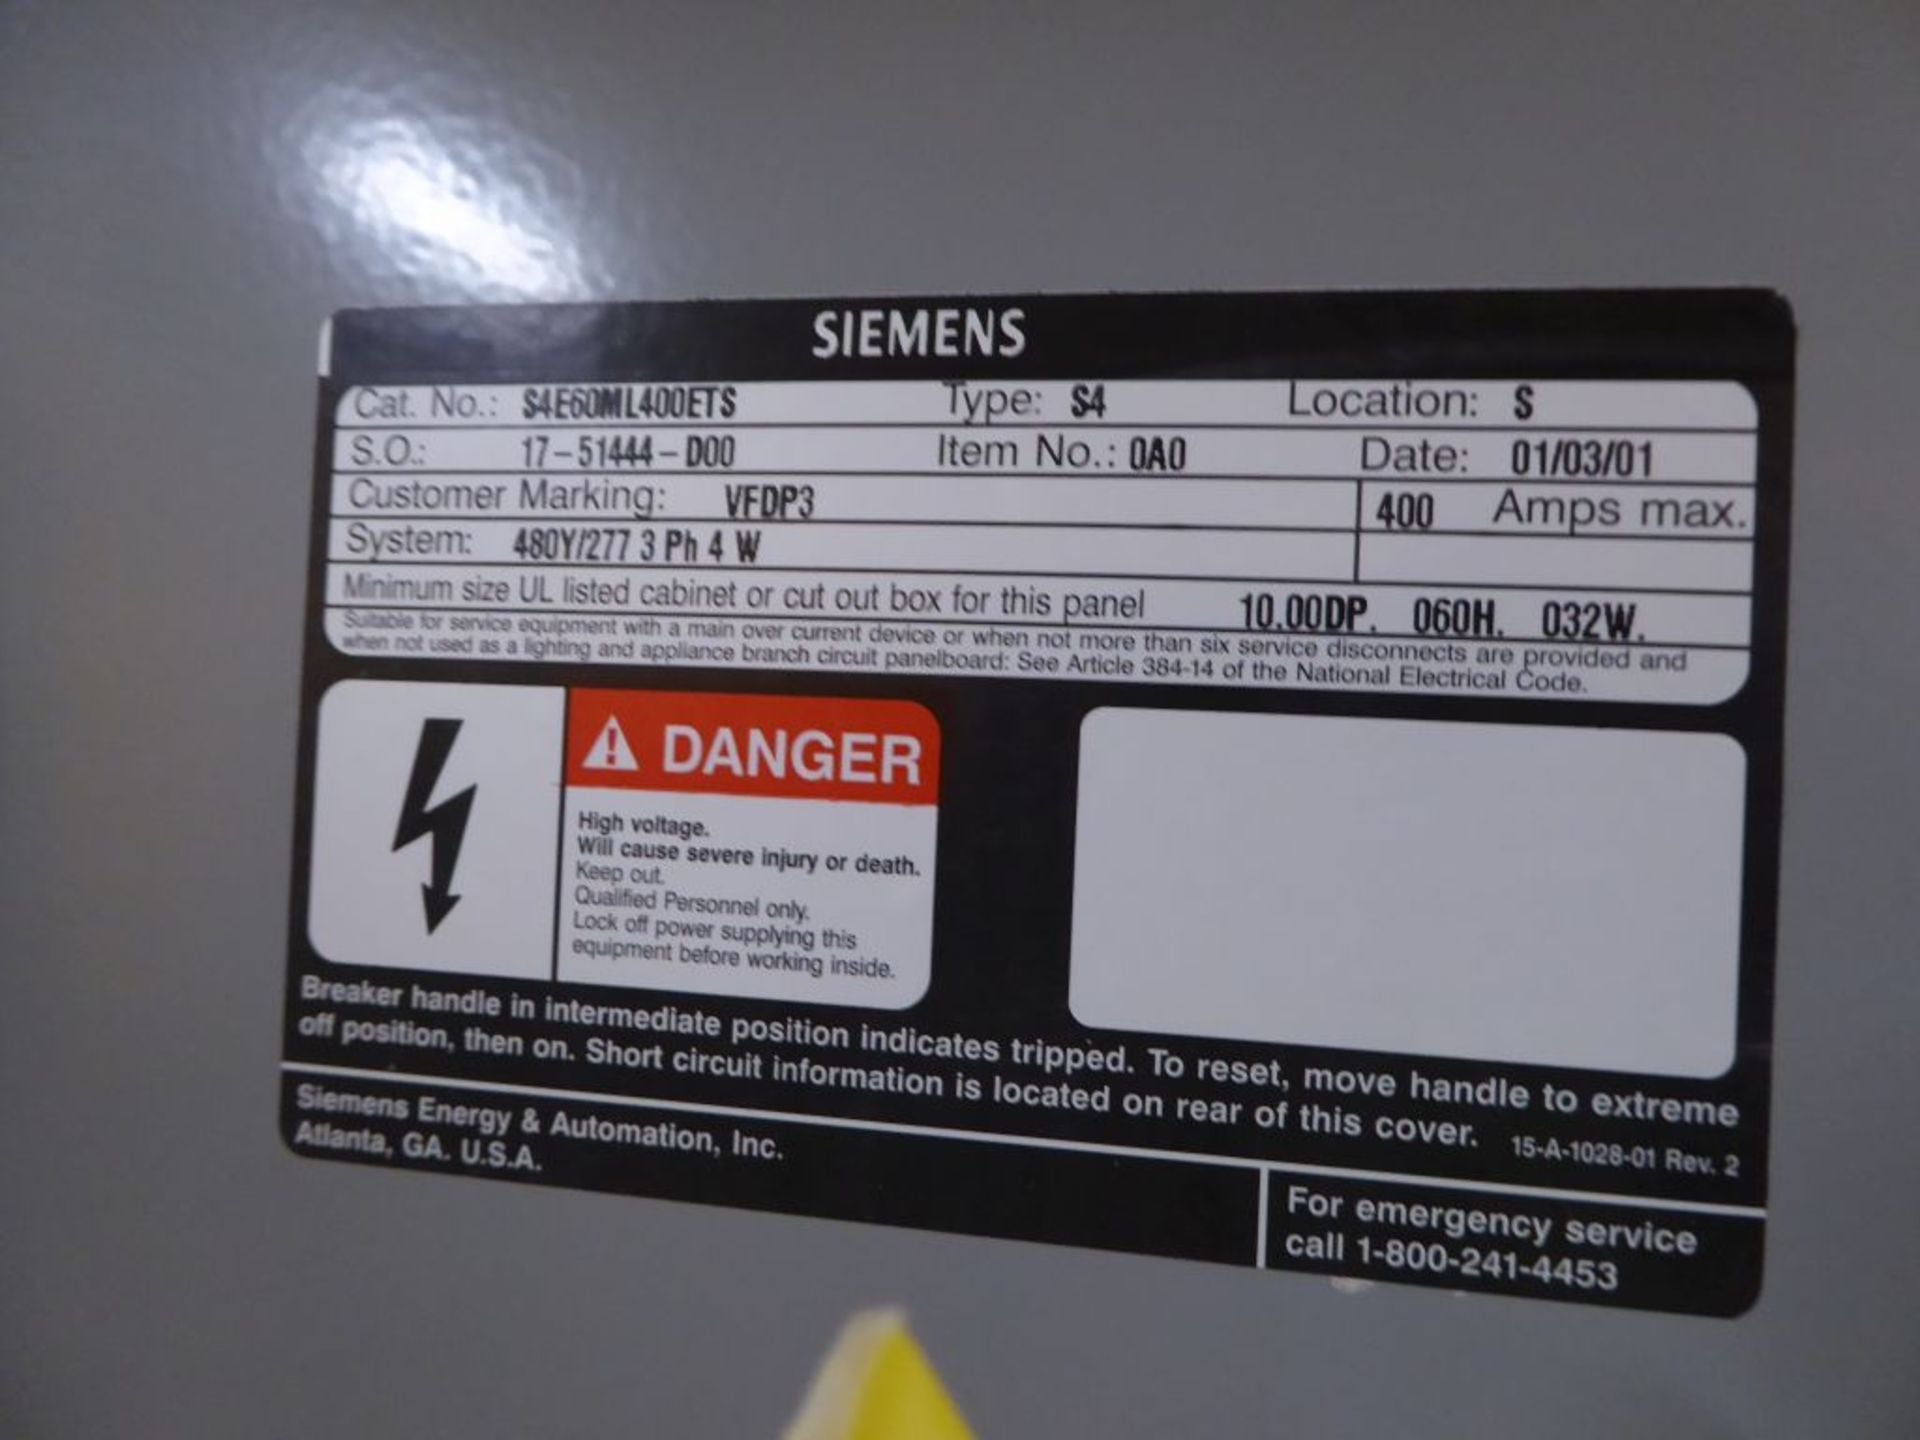 SIEMENS
Cat. No.: S4E60ML400ETS Type: S4 Location: S
S.O.: 17-51444-D00 Item No.: 0A0 Date: 01/03/01
Customer Marking: VFDP3 400 Amps max.
System: 480Y/277 3 Ph 4 W
Minimum size UL listed cabinet or cut out box for this panel 10.00DP. 060H. 032W.
Suitable for service equipment with a main over current device or when not more than six service disconnects are provided and
when not used as a lighting and appliance branch circuit panelboard: See Article 384-14 of the National Electrical Code.
DANGER
High voltage.
Will cause severe injury or death.
Keep out.
Qualified Personnel only.
Lock off power supplying this
equipment before working inside.
Breaker handle in intermediate position indicates tripped. To reset, move handle to extreme
off position, then on. Short circuit information is located on rear of this cover. 15-A-1028-01 Rev. 2
Siemens Energy & Automation, Inc.
Atlanta, GA. U.S.A.
For emergency service
call 1-800-241-4453